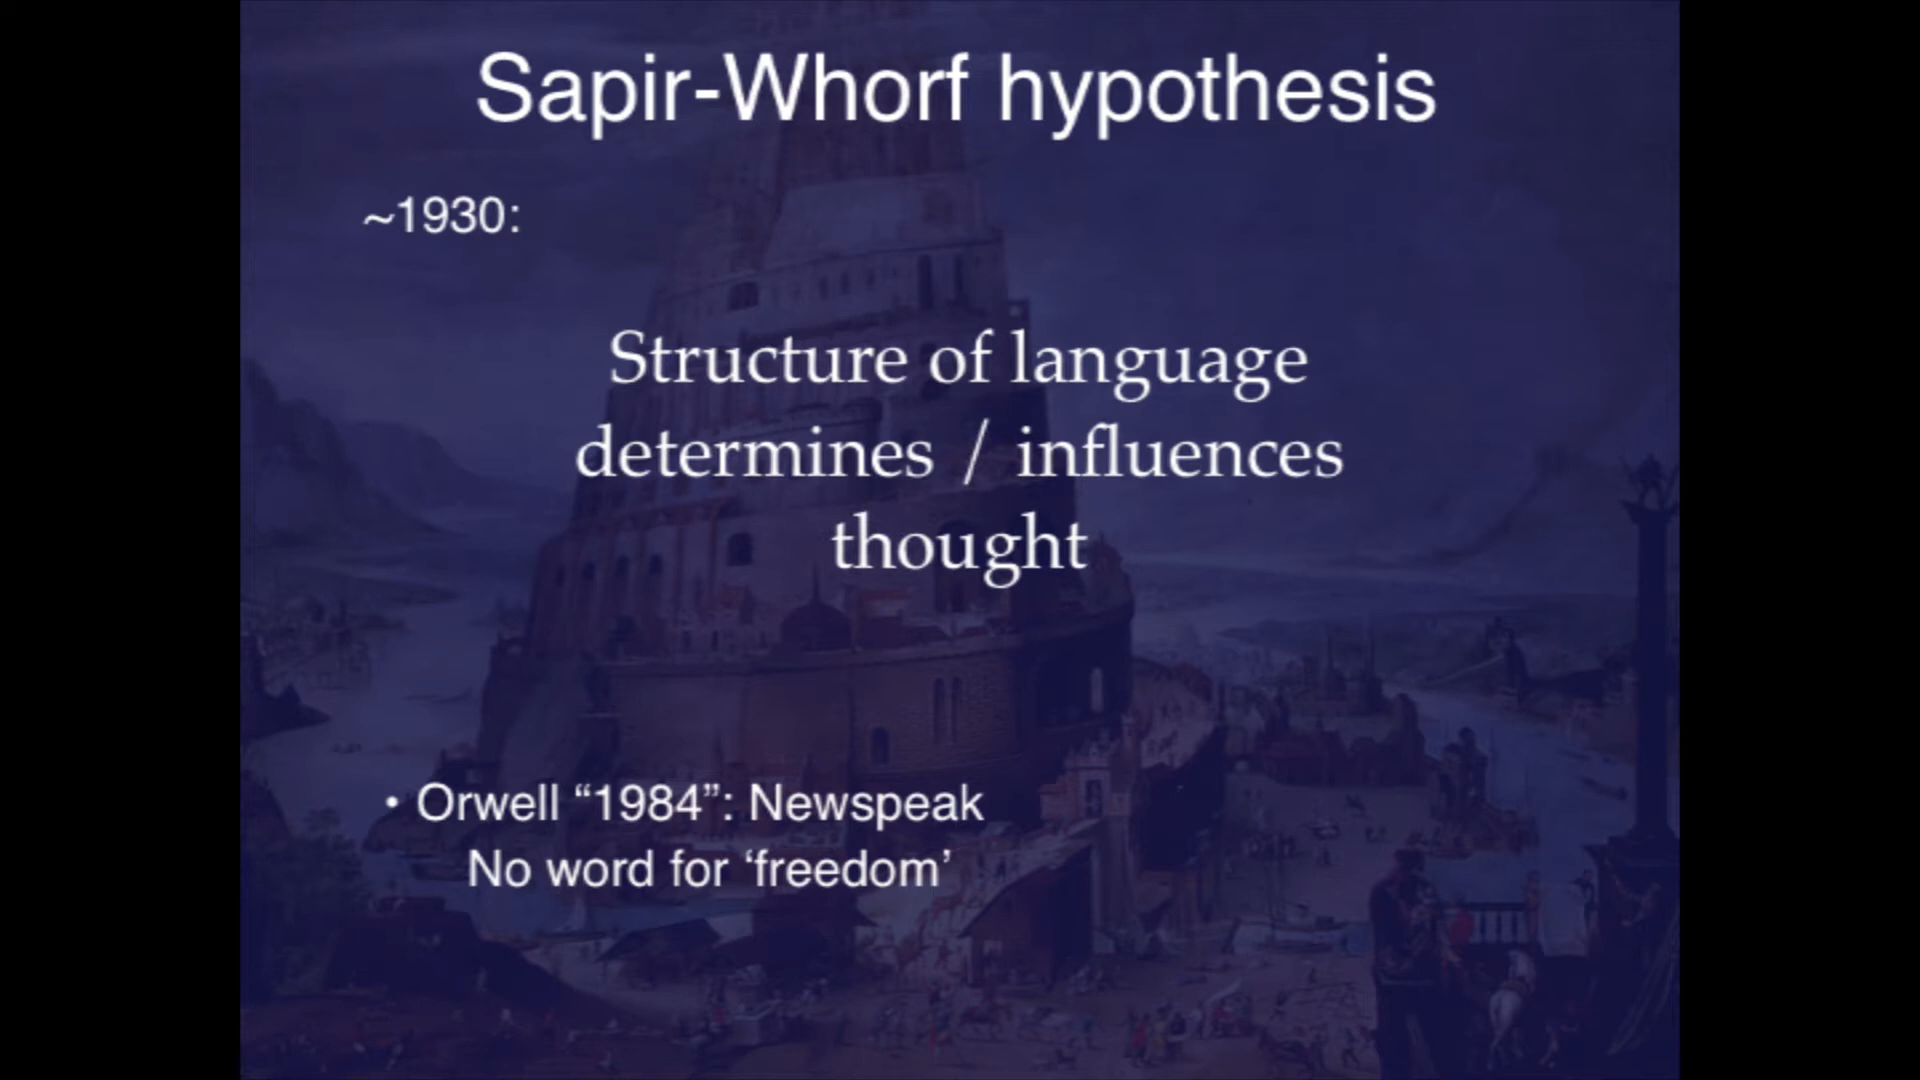 Sapir-Whorf hypothesis
~1930:
Structure of language
determines / influences
thought
• Orwell “1984”: Newspeak
No word for ‘freedom’